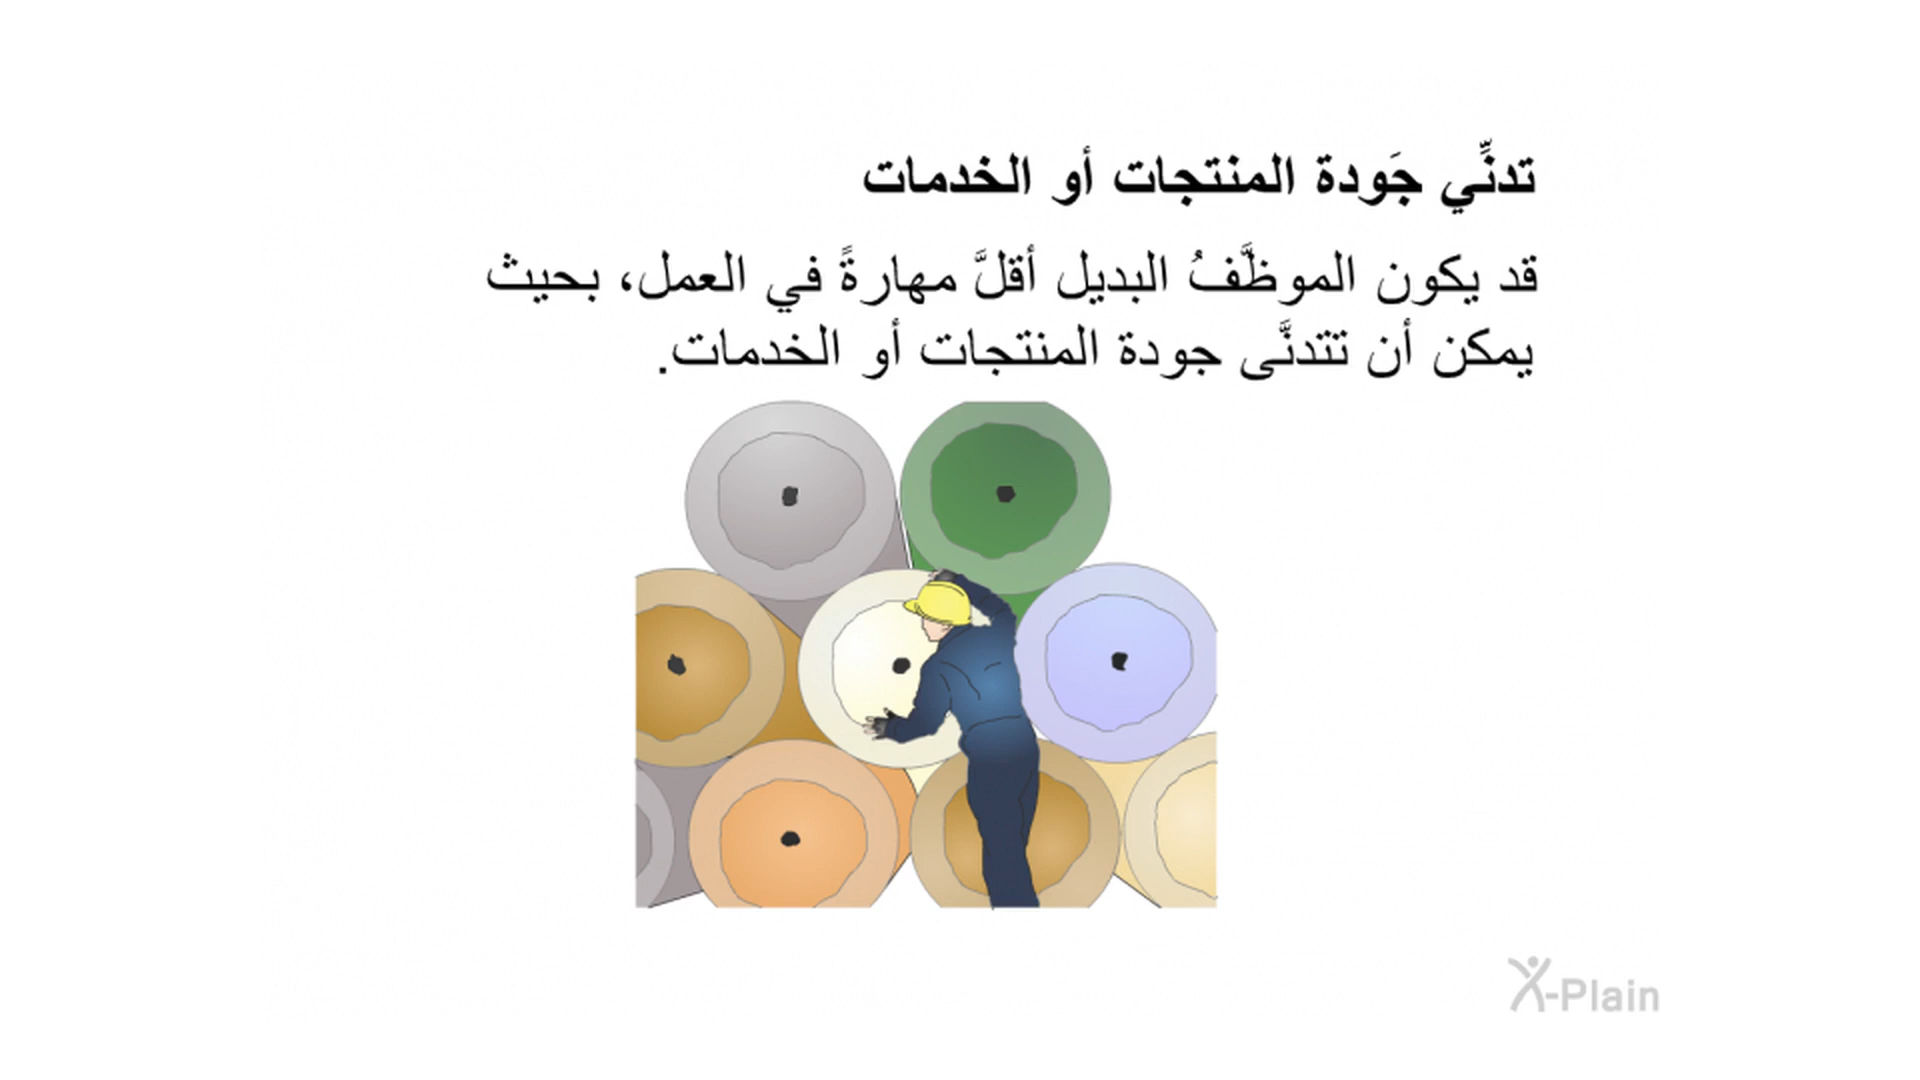 تدنِّي جَودة المنتجات أو الخدمات
قد يكون الموظَّفُ البديل أقلَّ مهارةً في العمل، بحيث
يمكن أن تتدنَّى جودة المنتجات أو الخدمات.
X-Plain